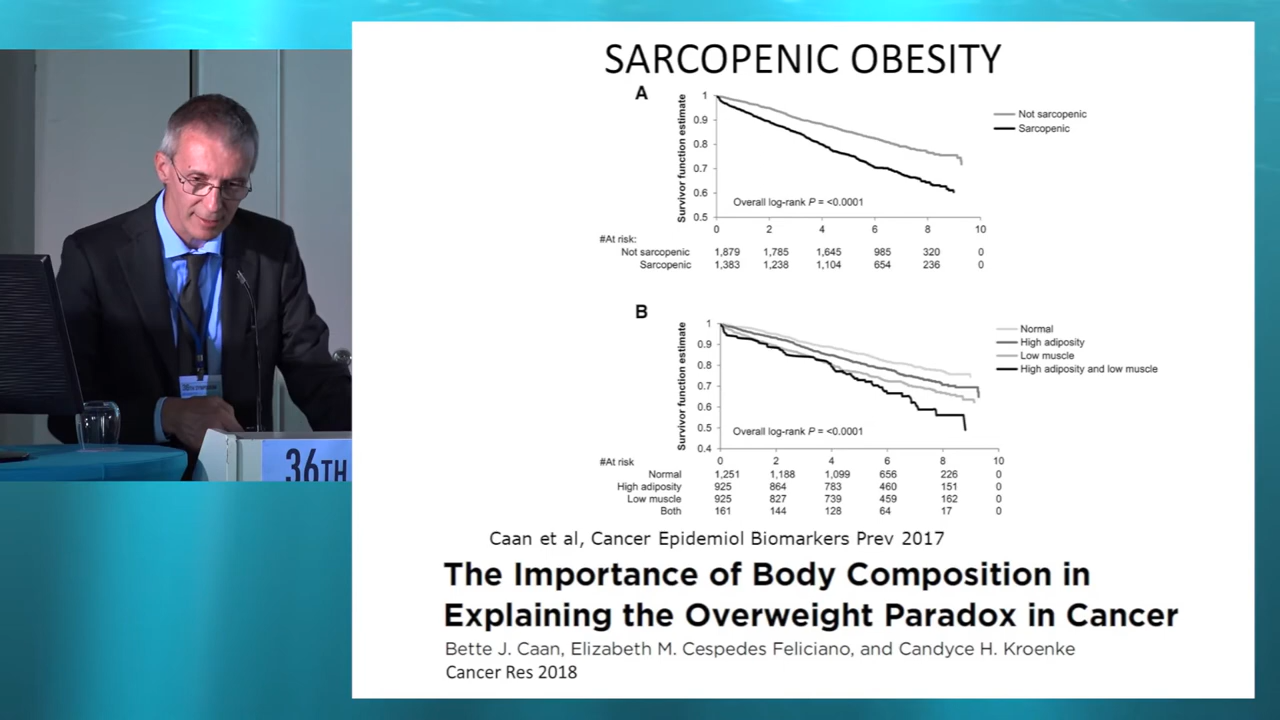 SARCOPENIC OBESITY
A
Survivor function estimate
1
0.9
0.8
0.7
0.6
0.5
Overall log-rank P = <0.0001
Not sarcopenic
Sarcopenic
0 2 4 6 8 10
#At risk:
Not sarcopenic 1,879 1,785 1,645 985 320 0
Sarcopenic 1,383 1,238 1,104 654 236 0
B
Survivor function estimate
1
0.9
0.8
0.7
0.6
0.5
0.4
Overall log-rank P = <0.0001
Normal
High adiposity
Low muscle
High adiposity and low muscle
0 2 4 6 8 10
#At risk
Normal 1,251 1,188 1,099 656 226 0
High adiposity 925 864 783 460 151 0
Low muscle 925 827 739 459 162 0
Both 161 144 128 64 17 0
Caan et al, Cancer Epidemiol Biomarkers Prev 2017
The Importance of Body Composition in
Explaining the Overweight Paradox in Cancer
Bette J. Caan, Elizabeth M. Cespedes Feliciano, and Candyce H. Kroenke
Cancer Res 2018
36TH